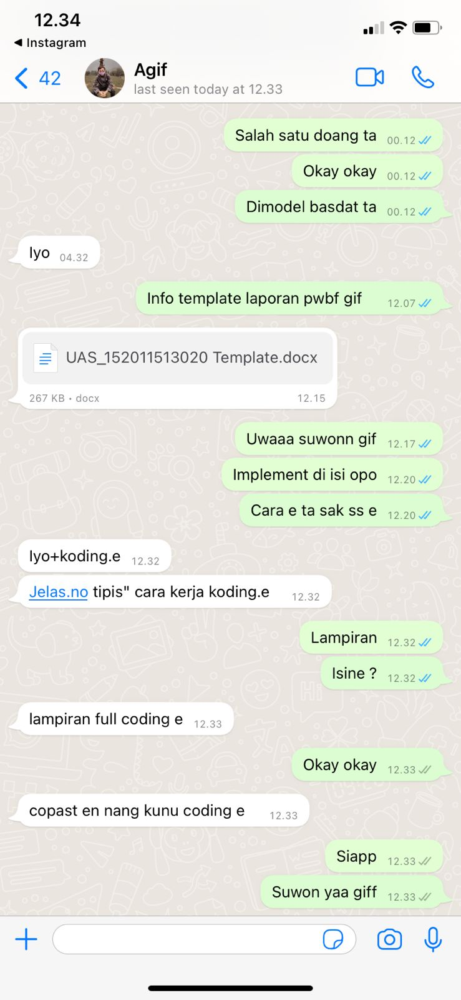 12.34
◀ Instagram
42
Agif
last seen today at 12.33
Salah satu doang ta 00.12
Okay okay 00.12
Dimodel basdat ta 00.12
Iyo 04.32
Info template laporan pwbf gif 12.07
UAS_152011513020 Template.docx
267 KB • docx 12.15
Uwaaa suwonn gif 12.17
Implement di isi opo 12.20
Cara e ta sak ss e 12.20
Iyo+koding.e 12.32
Jelas.no tipis" cara kerja koding.e 12.32
Lampiran 12.32
Isine ? 12.32
lampiran full coding e 12.33
Okay okay 12.33
copast en nang kunu coding e 12.33
Siapp 12.33
Suwon yaa giff 12.33